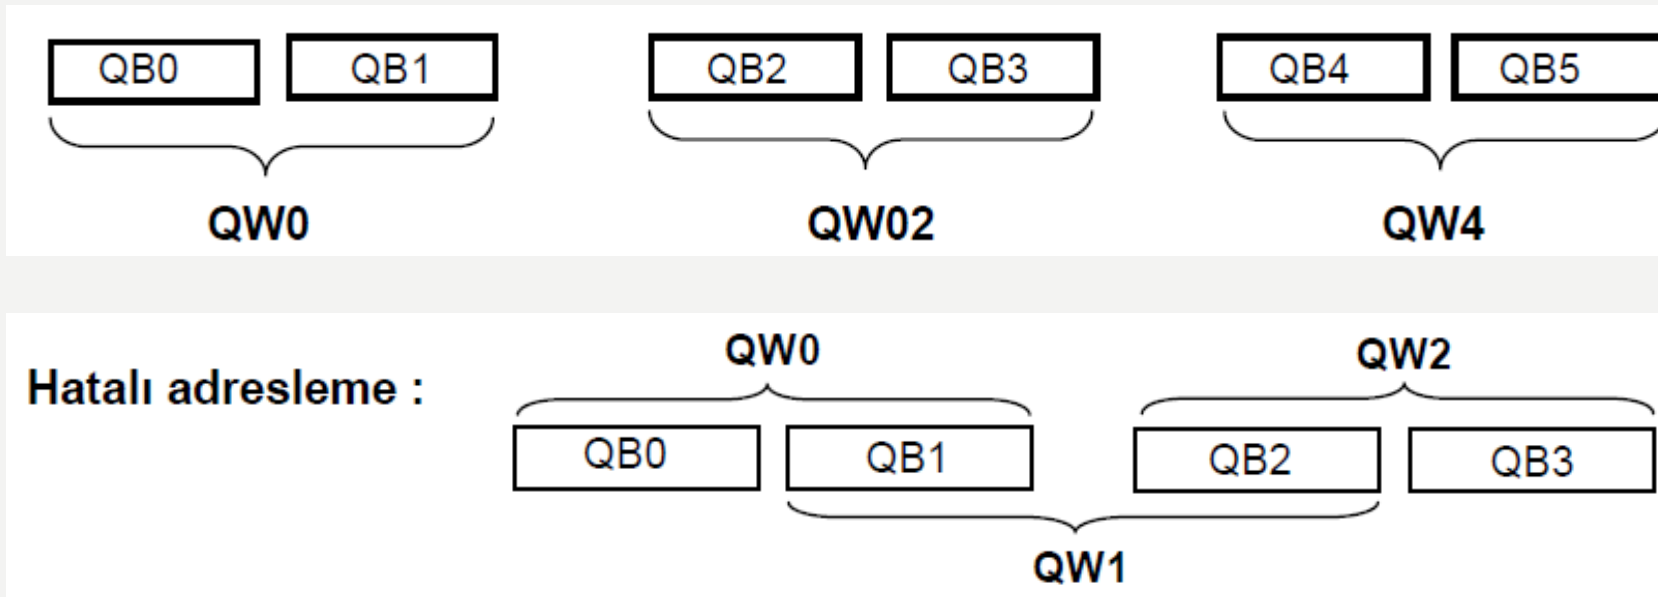 QB0 QB1 QB2 QB3 QB4 QB5
QW0 QW02 QW4
QW0 QW2
Hatalı adresleme :
QB0 QB1 QB2 QB3
QW1